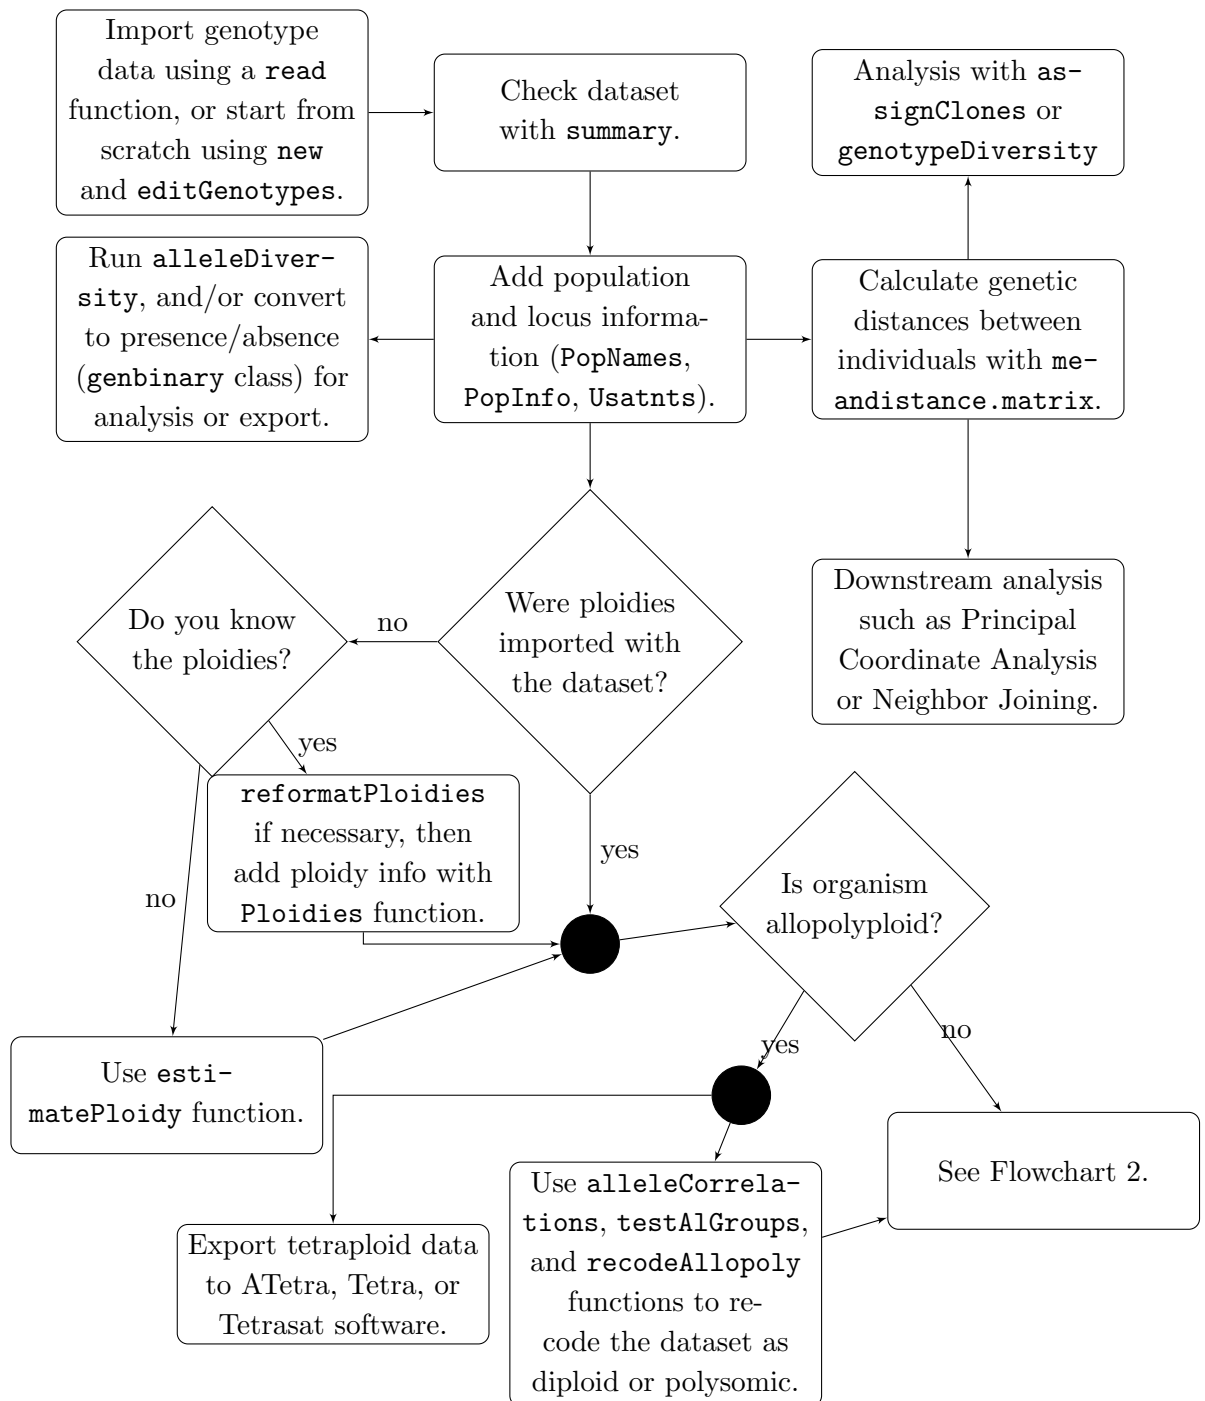 Import genotype
data using a read
function, or start from
scratch using new
and editGenotypes.
Check dataset
with summary.
Analysis with as-
signClones or
genotypeDiversity
Run alleleDiver-
sity, and/or convert
to presence/absence
(genbinary class) for
analysis or export.
Add population
and locus informa-
tion (PopNames,
PopInfo, Usatnts).
Calculate genetic
distances between
individuals with me-
andistance.matrix.
Do you know
the ploidies?
no
Were ploidies
imported with
the dataset?
Downstream analysis
such as Principal
Coordinate Analysis
or Neighbor Joining.
yes
reformatPloidies
if necessary, then
add ploidy info with
Ploidies function.
yes
no
Is organism
allopolyploid?
Use esti-
matePloidy function.
yes
no
See Flowchart 2.
Export tetraploid data
to ATetra, Tetra, or
Tetrasat software.
Use alleleCorrela-
tions, testAlGroups,
and recodeAllopoly
functions to re-
code the dataset as
diploid or polysomic.